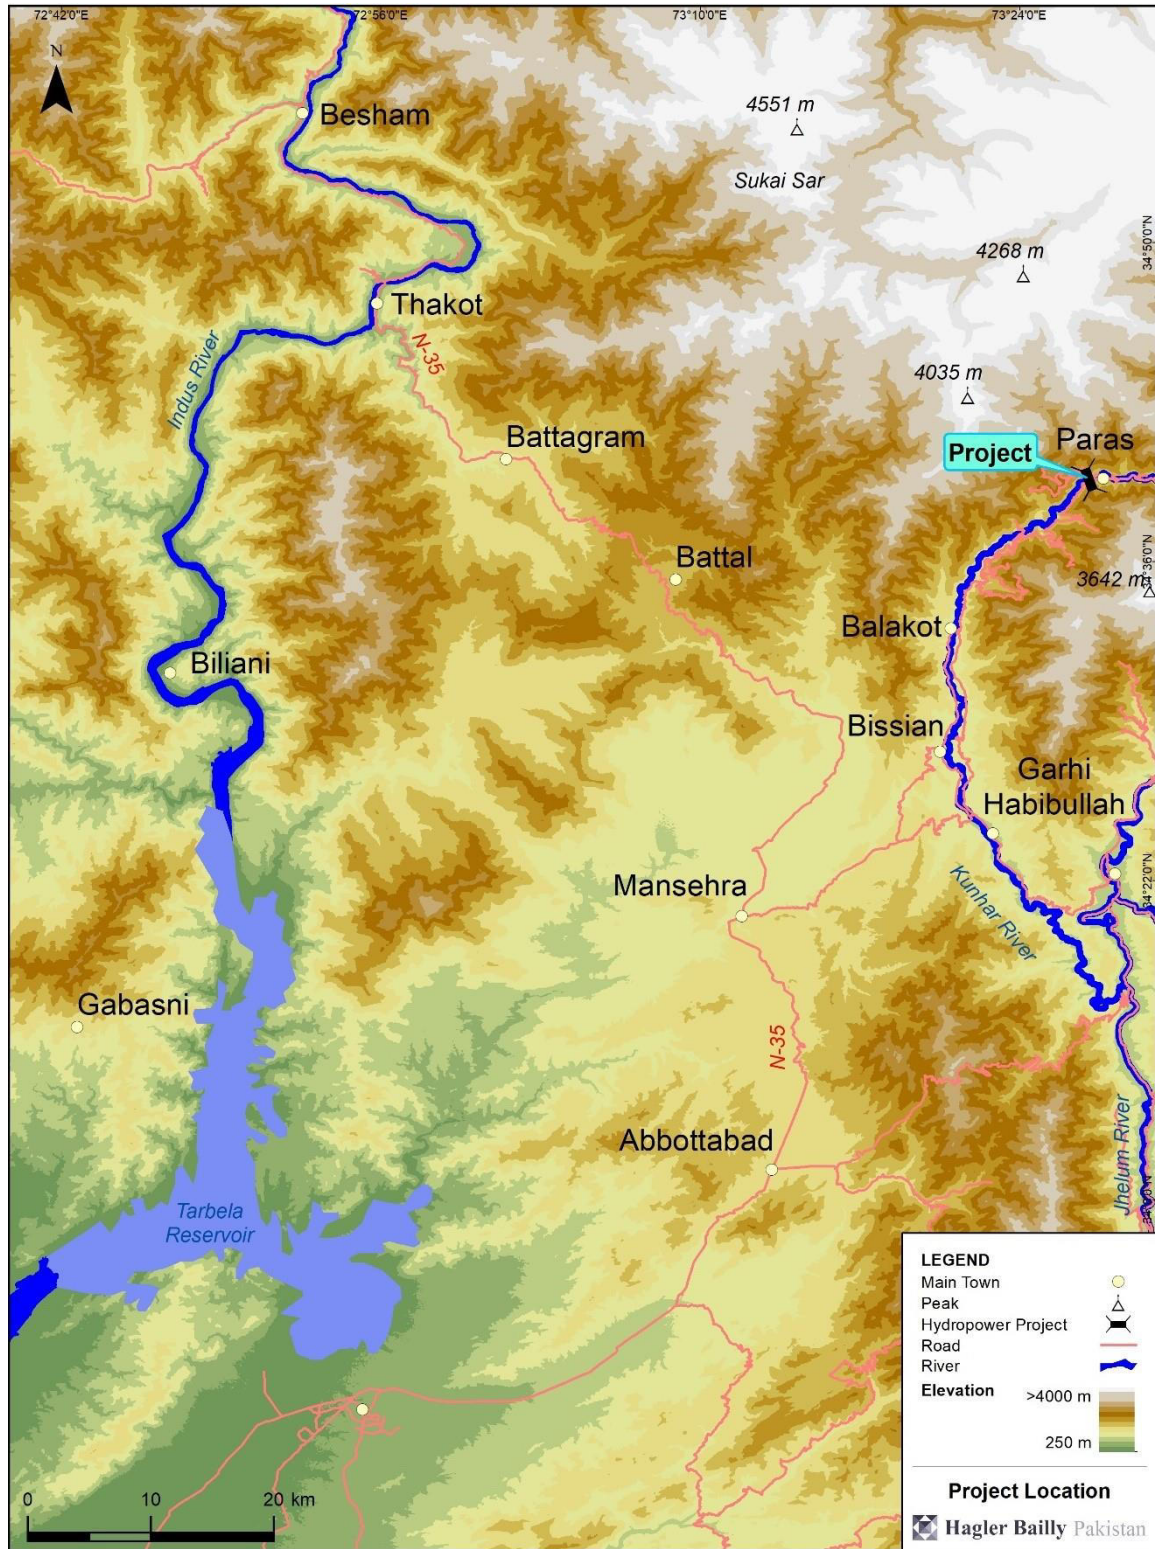 72°42'0"E
72°56'0"E
73°10'0"E
73°24'0"E
N
Besham
4551 m
Sukai Sar
34°50'0"N
4268 m
Thakot
N-35
Indus River
4035 m
Battagram
Paras
Project
Battal
34°36'0"N
3642 m
Balakot
Biliani
Bissian
Garhi
Habibullah
Mansehra
34°22'0"N
Kunhar River
Gabasni
N-35
Abbottabad
Jhelum River
Tarbela
Reservoir
LEGEND
Main Town
Peak
Hydropower Project
Road
River
Elevation
>4000 m
250 m
0 10 20 km
Project Location
Hagler Bailly Pakistan